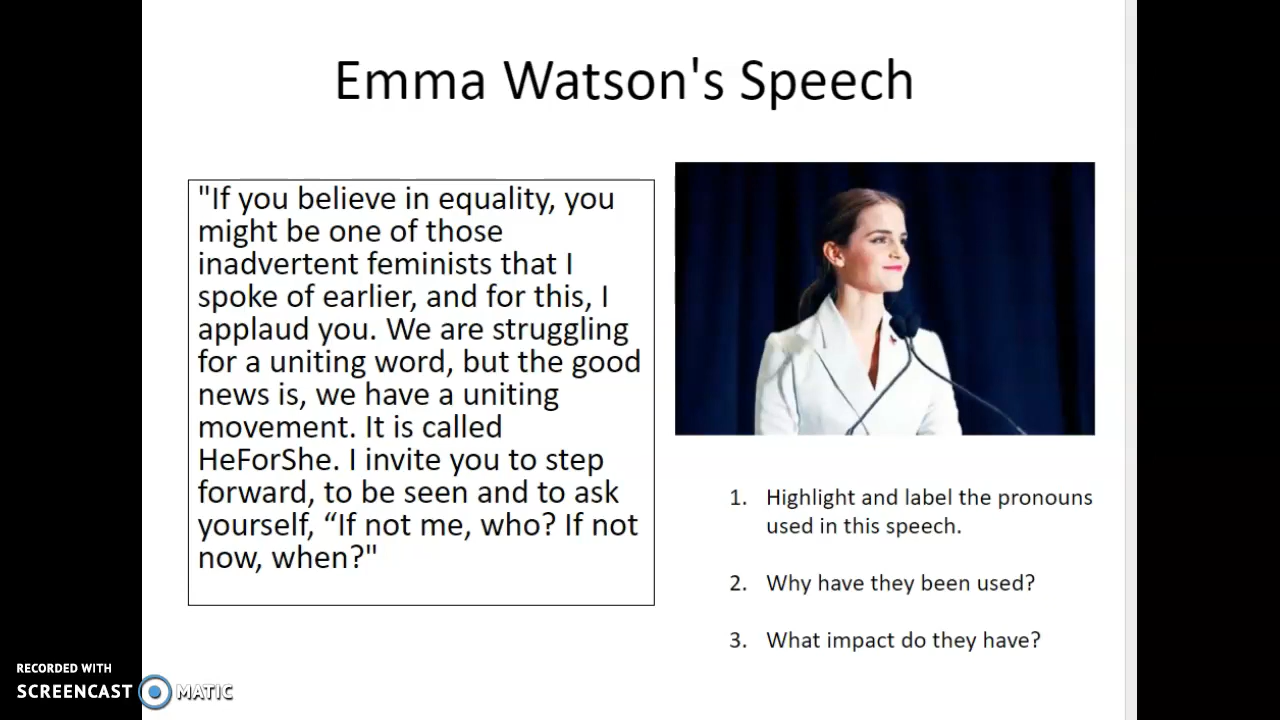 Emma Watson's Speech
"If you believe in equality, you
might be one of those
inadvertent feminists that I
spoke of earlier, and for this, I
applaud you. We are struggling
for a uniting word, but the good
news is, we have a uniting
movement. It is called
HeForShe. I invite you to step
forward, to be seen and to ask
yourself, “If not me, who? If not
now, when?"
1. Highlight and label the pronouns
used in this speech.
2. Why have they been used?
3. What impact do they have?
RECORDED WITH
SCREENCAST MATIC